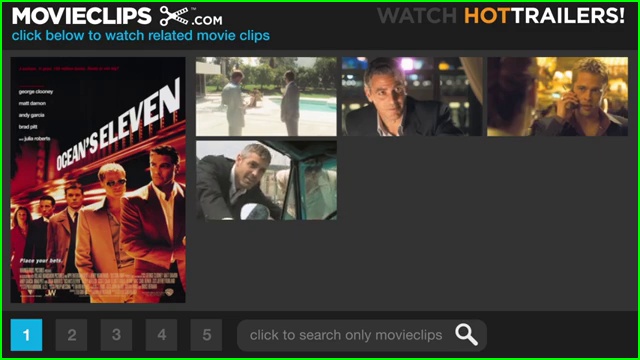 MOVIECLIPS .COM
WATCH HOTTRAILERS!
click below to watch related movie clips
george clooney
matt damon
andy garcia
brad pitt
and julia roberts
OCEAN'S ELEVEN
Place your bets.
1 2 3 4 5
click to search only movieclips